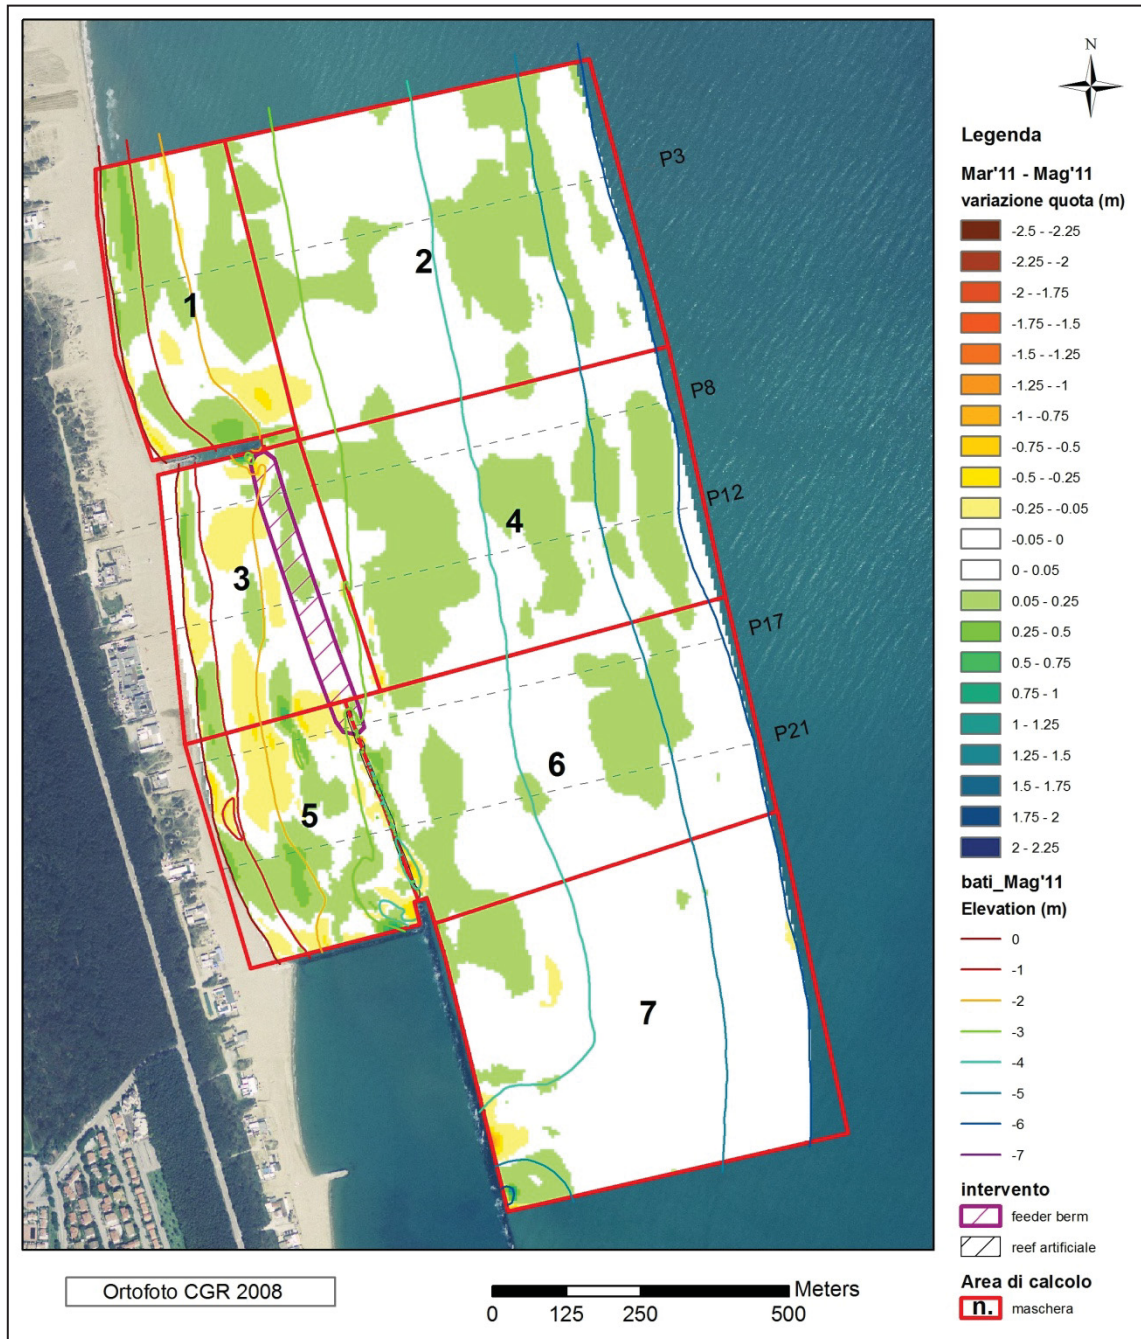 N
Legenda
Mar'11 - Mag'11
variazione quota (m)
-2.5 - -2.25
-2.25 - -2
-2 - -1.75
-1.75 - -1.5
-1.5 - -1.25
-1.25 - -1
-1 - -0.75
-0.75 - -0.5
-0.5 - -0.25
-0.25 - -0.05
-0.05 - 0
0 - 0.05
0.05 - 0.25
0.25 - 0.5
0.5 - 0.75
0.75 - 1
1 - 1.25
1.25 - 1.5
1.5 - 1.75
1.75 - 2
2 - 2.25
bati_Mag'11
Elevation (m)
0
-1
-2
-3
-4
-5
-6
-7
intervento
feeder berm
reef artificiale
Area di calcolo
n. maschera
P3
P8
P12
P17
P21
1
2
3
4
5
6
7
Ortofoto CGR 2008
Meters
0 125 250 500